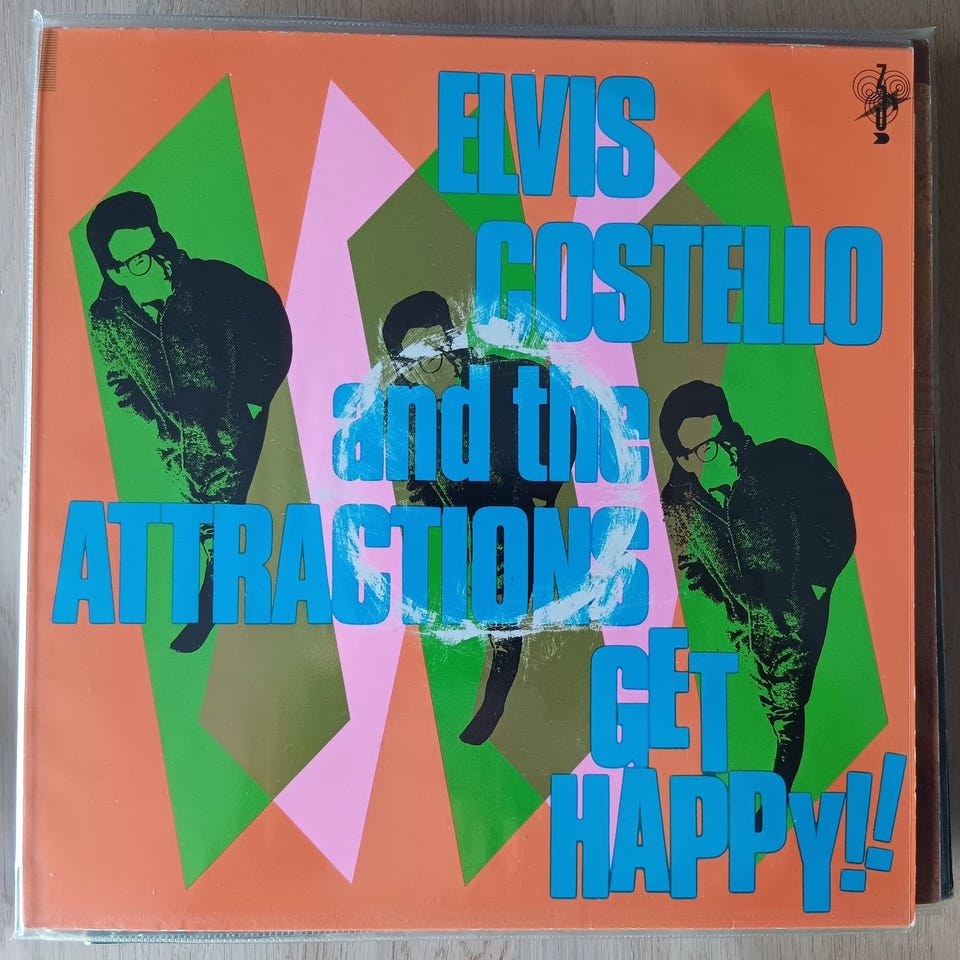 ELVIS
COSTELLO
and the
ATTRACTIONS
GET
HAPPY!!